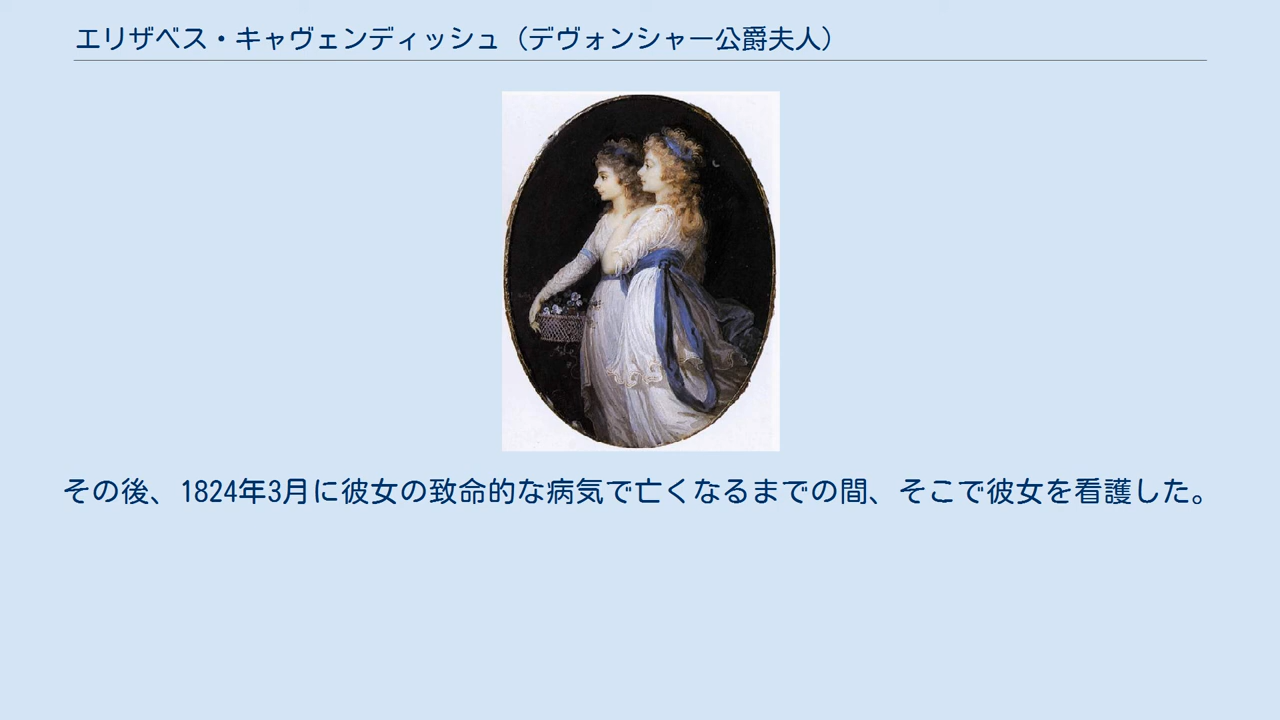 エリザベス・キャヴェンディッシュ（デヴォンシャー公爵夫人）
その後、1824年3月に彼女の致命的な病気で亡くなるまでの間、そこで彼女を看護した。